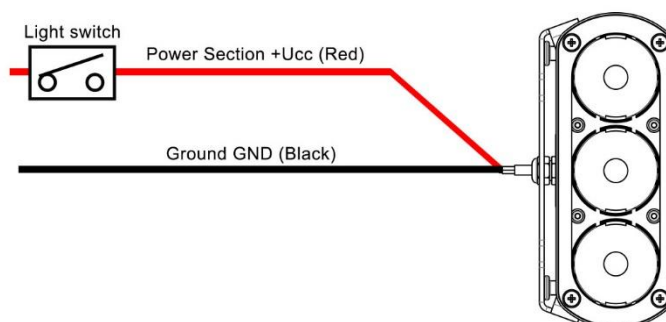 Light switch
Power Section +Ucc (Red)
Ground GND (Black)